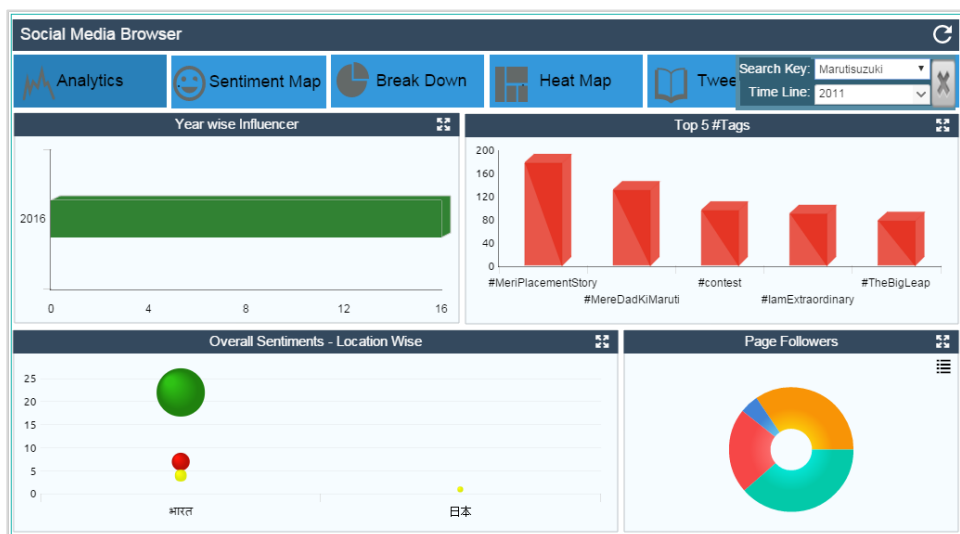 Social Media Browser
Analytics
Sentiment Map
Break Down
Heat Map
Twee
Search Key: Marutisuzuki
Time Line: 2011
Year wise Influencer
2016
0 4 8 12 16
Top 5 #Tags
200
160
120
80
40
0
#MeriPlacementStory #contest #TheBigLeap
#MereDadKiMaruti #IamExtraordinary
Overall Sentiments - Location Wise
25
20
15
10
5
0
भारत 日本
Page Followers